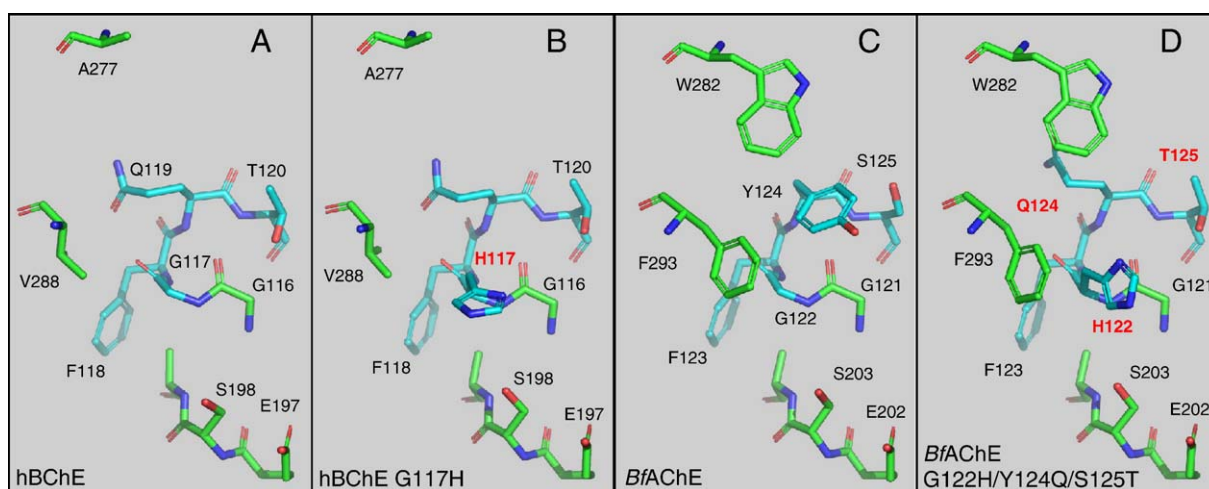 A
A277
Q119
T120
V288
G117
G116
F118
S198
E197
hBChE
B
A277
T120
H117
V288
G116
F118
S198
E197
hBChE G117H
C
W282
S125
Y124
F293
G121
G122
F123
S203
E202
BfAChE
D
W282
T125
Q124
F293
G121
H122
F123
S203
E202
BfAChE
G122H/Y124Q/S125T